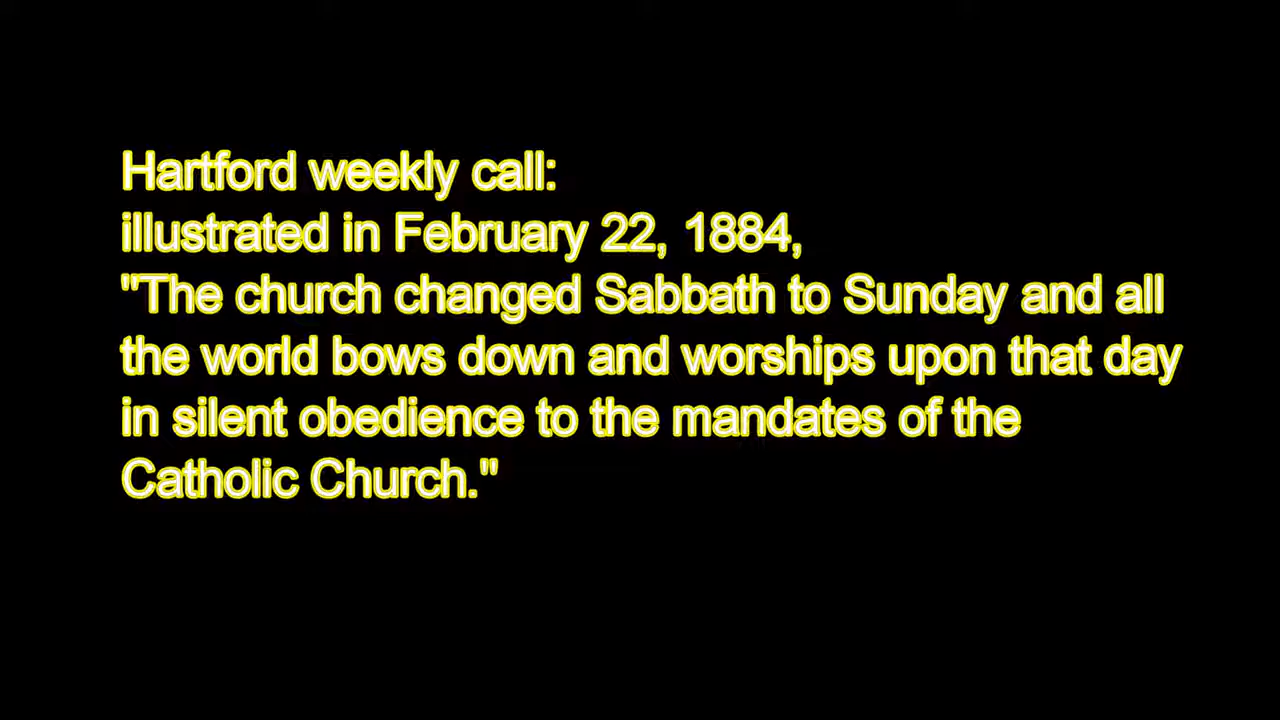 Hartford weekly call:
illustrated in February 22, 1884,
"The church changed Sabbath to Sunday and all
the world bows down and worships upon that day
in silent obedience to the mandates of the
Catholic Church."